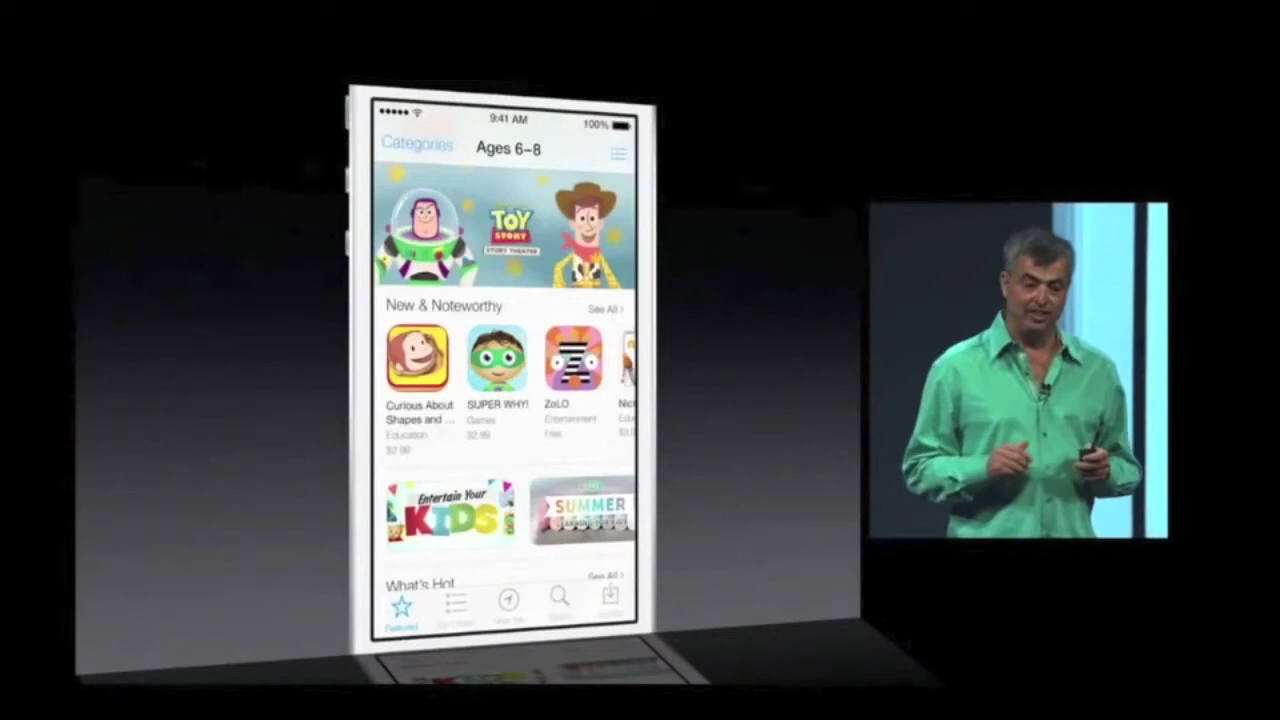 9:41 AM
100%
Categories
Ages 6–8
TOY
STORY
STORY THEATER
New & Noteworthy
See All >
Curious About
Shapes and ...
Education
$2.99
SUPER WHY!
Games
$2.99
ZoLO
Entertainment
Free
Entertain Your
KIDS
SUMMER
What's Hot
See All >
Featured